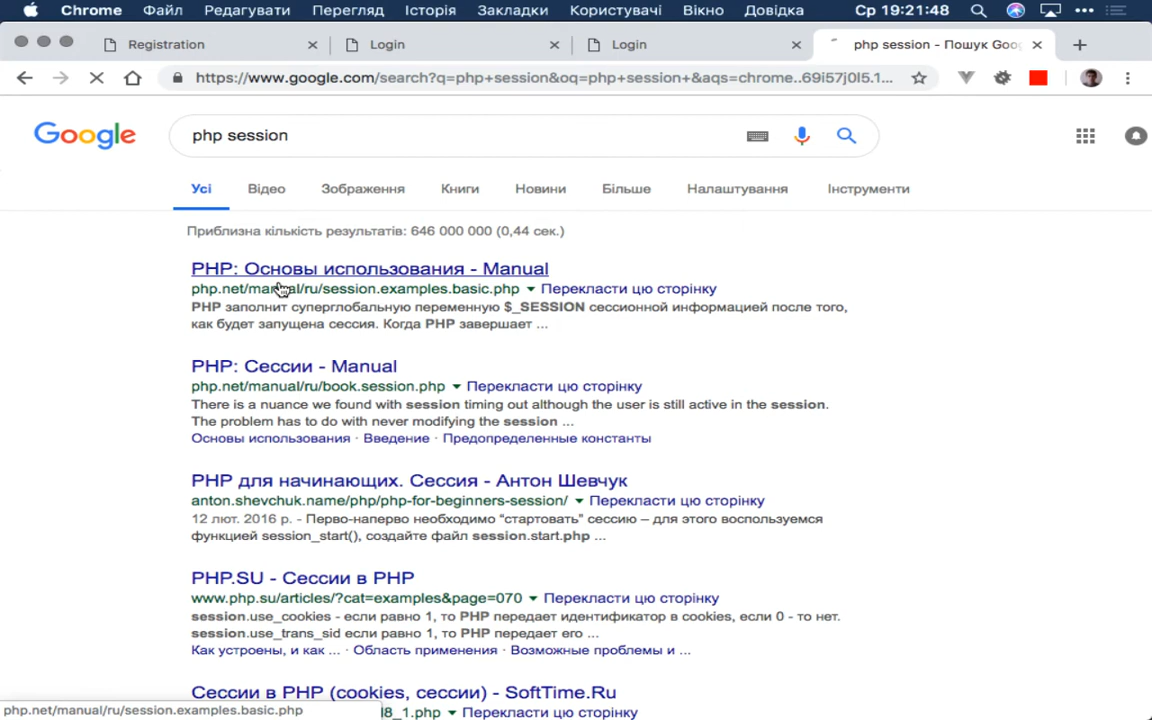 Chrome Файл Редагувати Перегляд Історія Закладки Користувачі Вікно Довідка Ср 19:21:48
Registration Login Login php session - Пошук Goo
https://www.google.com/search?q=php+session&oq=php+session+&aqs=chrome..69i57j0l5.1...
Google php session
Усі Відео Зображення Книги Новини Більше Налаштування Інструменти
Приблизна кількість результатів: 646 000 000 (0,44 сек.)
PHP: Основы использования - Manual
php.net/manual/ru/session.examples.basic.php Перекласти цю сторінку
PHP заполнит суперглобальную переменную $_SESSION сессионной информацией после того,
как будет запущена сессия. Когда PHP завершает ...
PHP: Сессии - Manual
php.net/manual/ru/book.session.php Перекласти цю сторінку
There is a nuance we found with session timing out although the user is still active in the session.
The problem has to do with never modifying the session ...
Основы использования · Введение · Предопределенные константы
PHP для начинающих. Сессия - Антон Шевчук
anton.shevchuk.name/php/php-for-beginners-session/ Перекласти цю сторінку
12 лют. 2016 р. - Перво-наперво необходимо “стартовать” сессию – для этого воспользуемся
функцией session_start(), создайте файл session.start.php ...
PHP.SU - Сессии в PHP
www.php.su/articles/?cat=examples&page=070 Перекласти цю сторінку
session.use_cookies - если равно 1, то PHP передает идентификатор в cookies, если 0 - то нет.
session.use_trans_sid если равно 1, то PHP передает его ...
Как устроены, и как ... · Область применения · Возможные проблемы и ...
Сессии в PHP (cookies, сессии) - SoftTime.Ru
php.net/manual/ru/session.examples.basic.php 8_1.php Перекласти цю сторінку